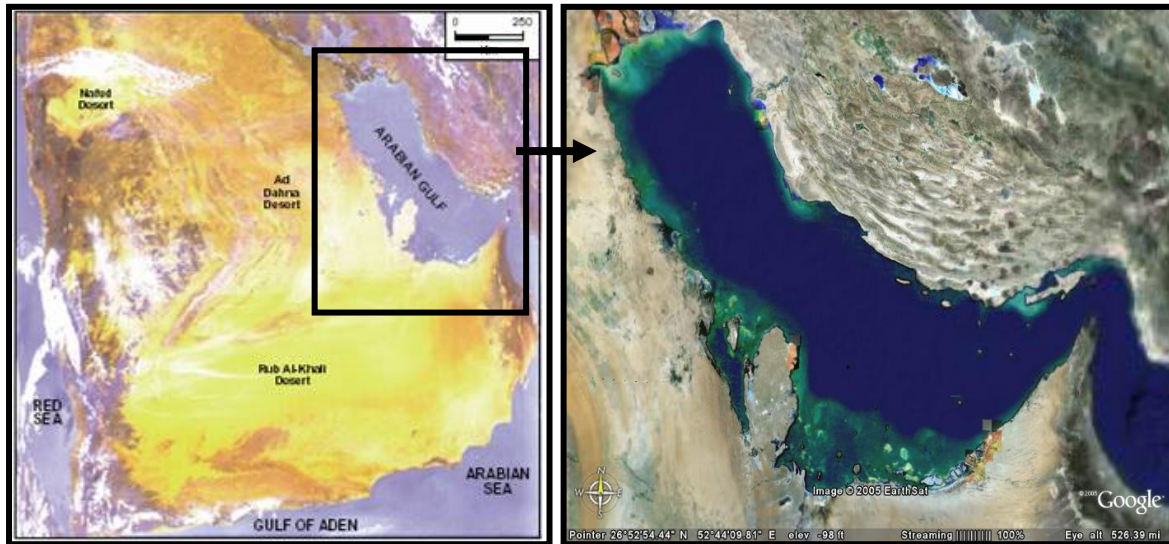 0 250
Nafud
Desert
ARABIAN GULF
Ad
Dahna
Desert
Rub Al-Khali
Desert
RED
SEA
ARABIAN
SEA
GULF OF ADEN
N
W E
S
Image © 2005 EarthSat
©2005 Google
Pointer 26°52'54.44" N 52°44'09.81" E elev -98 ft Streaming |||||||||| 100% Eye alt 526.39 mi